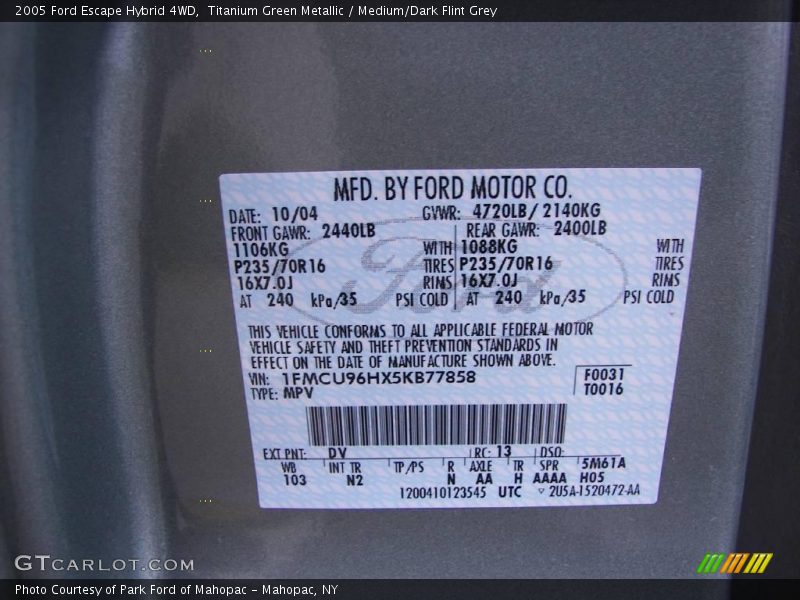 2005 Ford Escape Hybrid 4WD, Titanium Green Metallic / Medium/Dark Flint Grey
MFD. BY FORD MOTOR CO.
DATE: 10/04 GVWR: 4720LB/ 2140KG
FRONT GAWR: 2440LB REAR GAWR: 2400LB
1106KG WITH 1088KG WITH
P235/70R16 TIRES P235/70R16 TIRES
16X7.0J RIMS 16X7.0J RIMS
AT 240 kPa/35 PSI COLD AT 240 kPa/35 PSI COLD
Ford
THIS VEHICLE CONFORMS TO ALL APPLICABLE FEDERAL MOTOR
VEHICLE SAFETY AND THEFT PREVENTION STANDARDS IN
EFFECT ON THE DATE OF MANUFACTURE SHOWN ABOVE.
VIN: 1FMCU96HX5KB77858 F0031
TYPE: MPV T0016
EXT PNT: DV RC: 13 DSO:
WB INT TR TP/PS R AXLE TR SPR 5M61A
103 N2 N AA H AAAA H05
1200410123545 UTC 2U5A-1520472-AA
GTCARLOT.COM
Photo Courtesy of Park Ford of Mahopac - Mahopac, NY